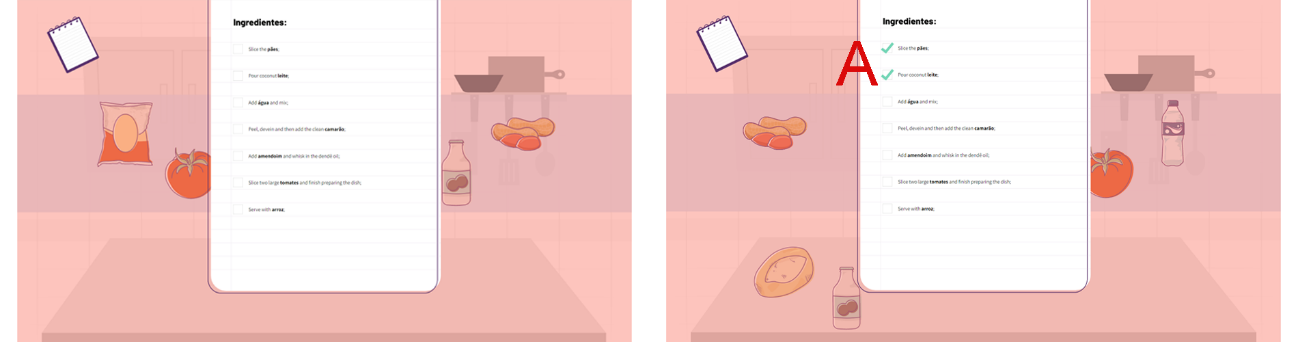 Ingredientes:
Slice the pães;
Pour coconut leite;
Add água and mix;
Peel, devein and then add the clean camarão;
Add amendoim and whisk in the dendê oil;
Slice two large tomates and finish preparing the dish;
Serve with arroz;
Ingredientes:
A
Slice the pães;
Pour coconut leite;
Add água and mix;
Peel, devein and then add the clean camarão;
Add amendoim and whisk in the dendê oil;
Slice two large tomates and finish preparing the dish;
Serve with arroz;